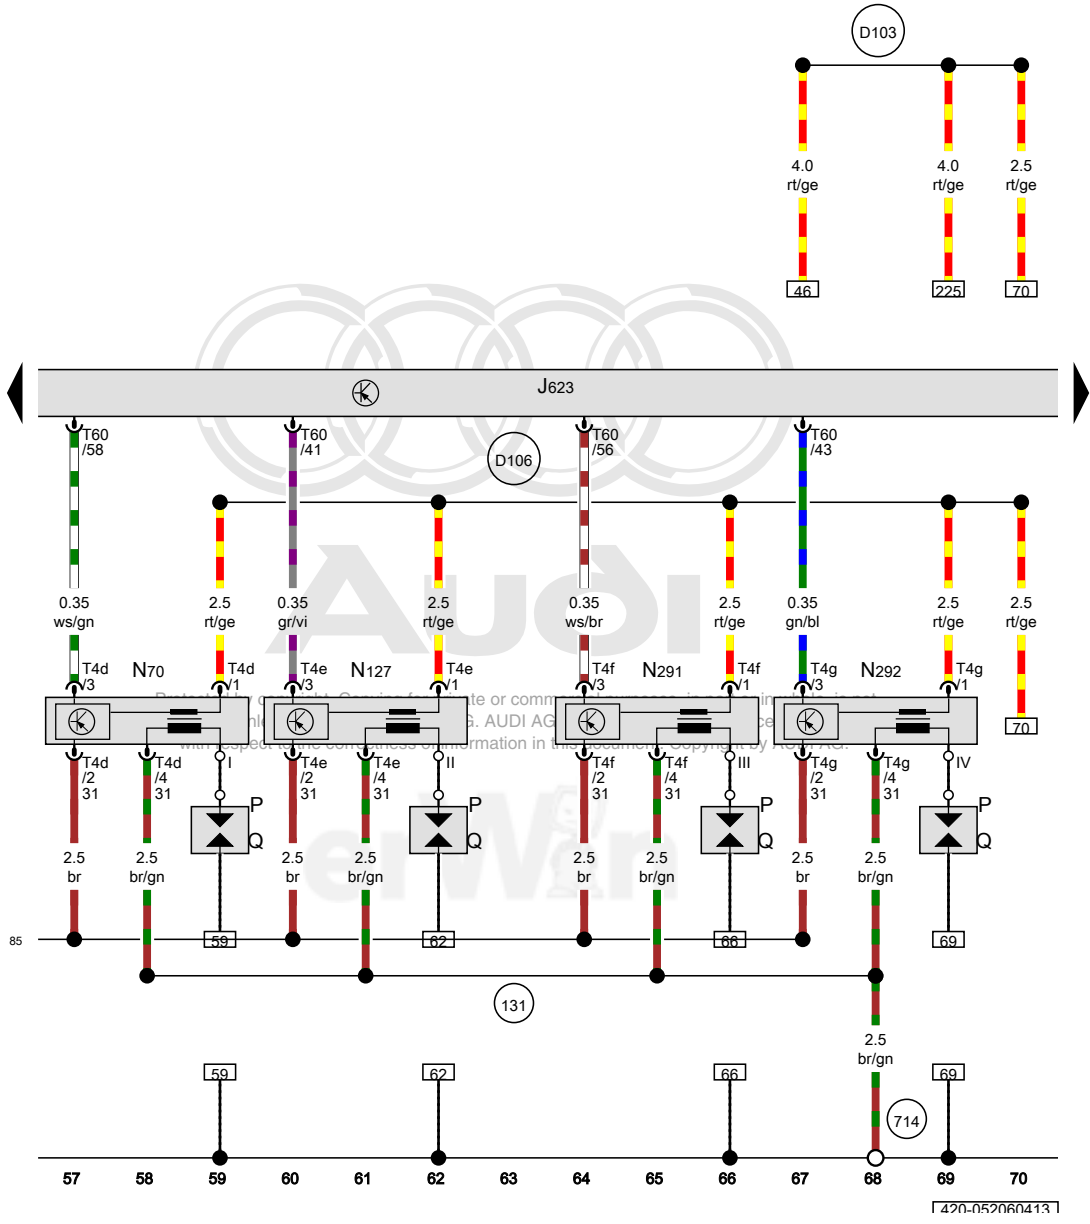 D103
4.0 4.0 2.5
rt/ge rt/ge rt/ge
46 225 70
J623
T60 T60 T60 T60
/58 /41 /56 /43
D106
Audi
0.35 2.5 0.35 2.5 0.35 2.5 0.35 2.5 2.5
ws/gn rt/ge gr/vi rt/ge ws/br rt/ge gn/bl rt/ge rt/ge
T4d N70 T4d T4e N127 T4e T4f N291 T4f T4g N292 T4g
/3 /1 /3 /1 /3 /1 /3 /1
70
T4d T4d I T4e T4e II T4f T4f III T4g T4g IV
/2 /4 /2 /4 /2 /4 /2 /4
31 31 31 31 31 31 31 31
P P P P
Q Q Q Q
erWin
2.5 2.5 2.5 2.5 2.5 2.5 2.5 2.5
br br/gn br br/gn br br/gn br br/gn
85 59 62 66 69
131
2.5
br/gn
59 62 66 69
714
57 58 59 60 61 62 63 64 65 66 67 68 69 70
420-052060413